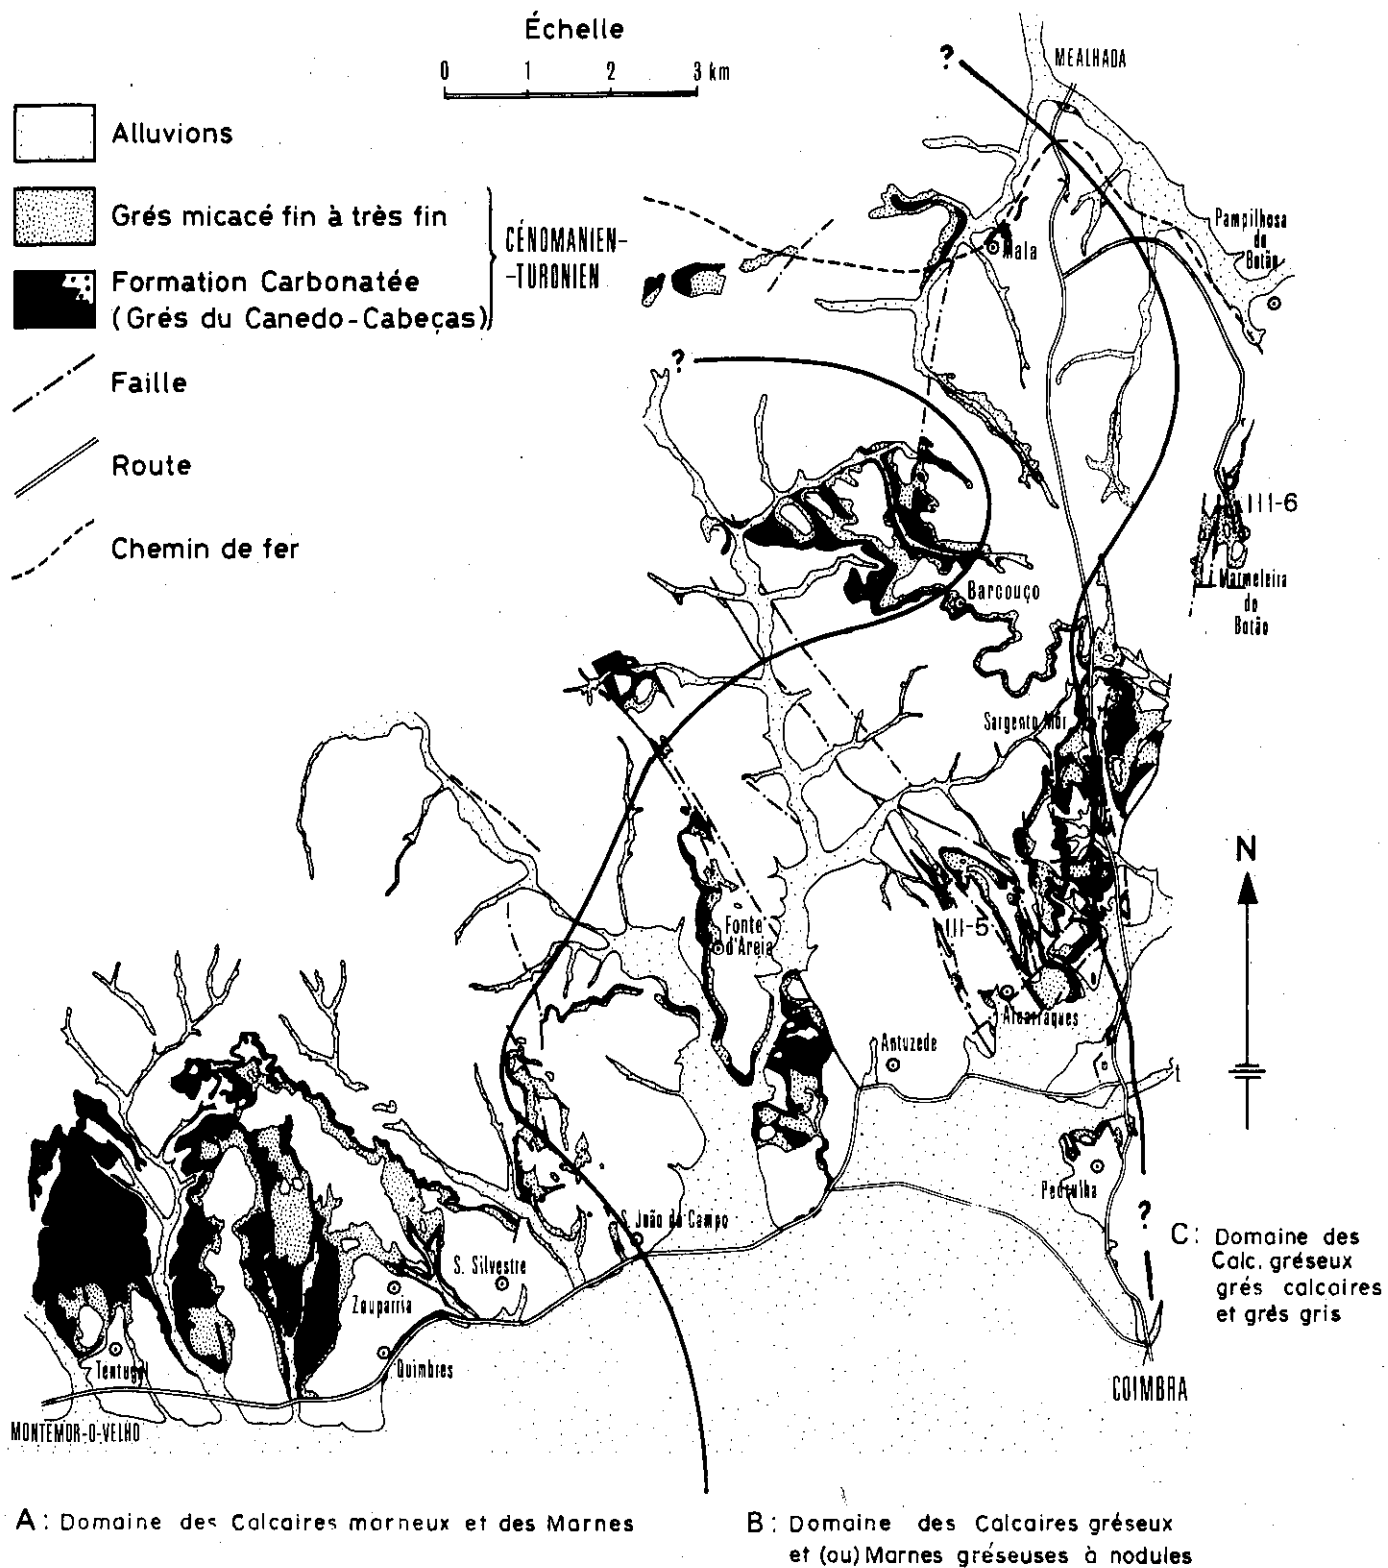 Échelle
0 1 2 3 km
Alluvions
Grés micacé fin à très fin
Formation Carbonatée
(Grés du Canedo-Cabeças)
CÉNOMANIEN-
-TURONIEN
Faille
Route
Chemin de fer
?
MEALHADA
Pampilhosa
do
Botão
Mala
?
III-6
Marmeleira
do
Botão
Barcouço
Sargento Mór
N
Fonte
d'Areia
III-5
Alcarraques
Antuzede
t
Pedrulha
?
S. João do Campo
S. Silvestre
Zouparria
Quimbres
Tentugal
MONTEMOR-O-VELHO
COIMBRA
C: Domaine des
Calc. gréseux
grés calcaires
et grés gris
A: Domaine des Calcaires marneux et des Marnes
B: Domaine des Calcaires gréseux
et (ou) Marnes gréseuses à nodules